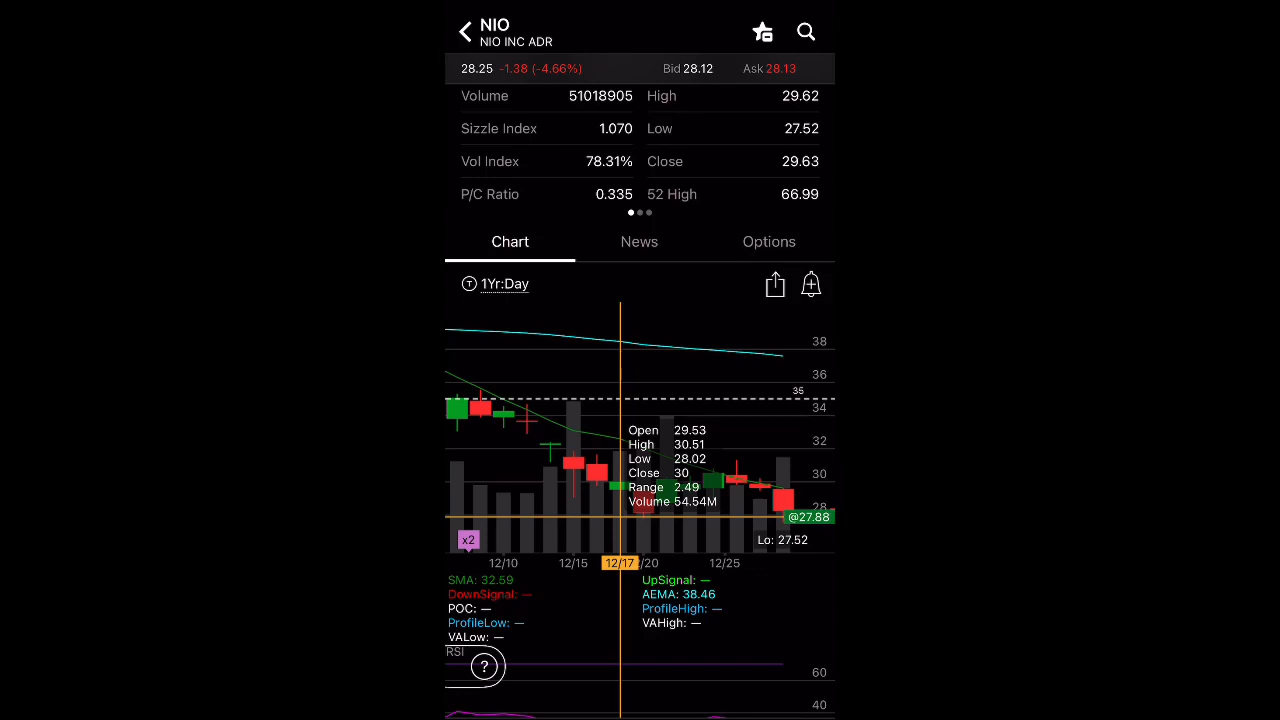 NIO
NIO INC ADR
28.25 -1.38 (-4.66%) Bid 28.12 Ask 28.13
Volume 51018905 High 29.62
Sizzle Index 1.070 Low 27.52
Vol Index 78.31% Close 29.63
P/C Ratio 0.335 52 High 66.99
Chart News Options
T 1Yr:Day
38
36
35
34
Open 29.53
High 30.51
32
Low 28.02
Close 30
30
Range 2.49
Volume 54.54M
28
@27.88
x2
Lo: 27.52
12/10 12/15 12/17 /20 12/25
SMA: 32.59 UpSignal: —
DownSignal: — AEMA: 38.46
POC: — ProfileHigh: —
ProfileLow: — VAHigh: —
VALow: —
RSI
?
60
40